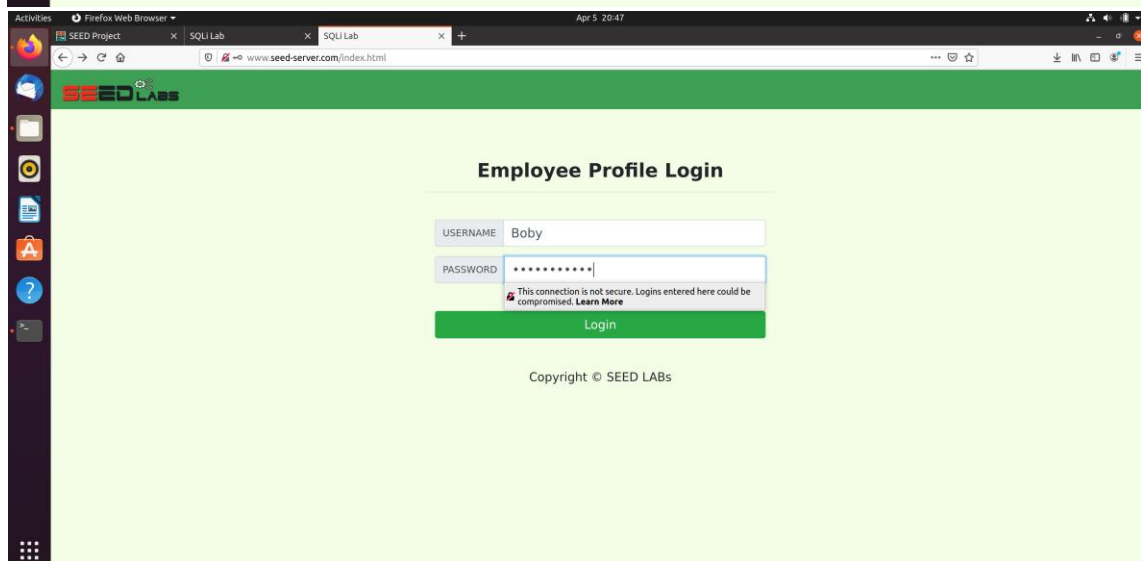 Activities Firefox Web Browser Apr 5 20:47
SEED Project SQLi Lab SQLi Lab
www.seed-server.com/index.html
SEED LABS
Employee Profile Login
USERNAME Boby
PASSWORD •••••••••••
This connection is not secure. Logins entered here could be
compromised. Learn More
Login
Copyright © SEED LABs